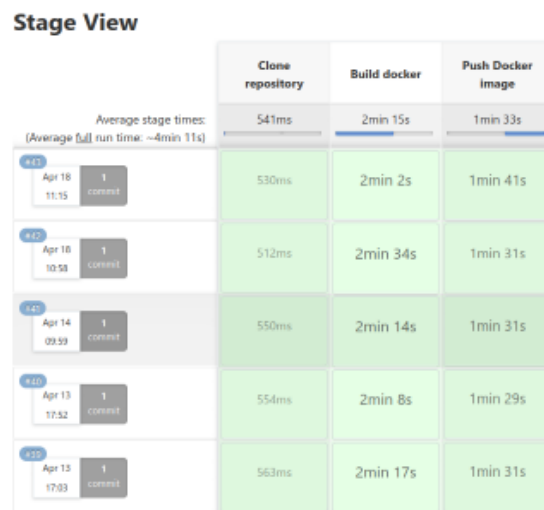 Stage View
Clone repository
Build docker
Push Docker image
Average stage times:
(Average full run time: ~4min 11s)
541ms
2min 15s
1min 33s
#43
Apr 18
11:15
1
commit
530ms
2min 2s
1min 41s
#42
Apr 18
10:58
1
commit
512ms
2min 34s
1min 31s
#41
Apr 14
09:59
1
commit
550ms
2min 14s
1min 31s
#40
Apr 13
17:52
1
commit
554ms
2min 8s
1min 29s
#39
Apr 13
17:03
1
commit
563ms
2min 17s
1min 31s